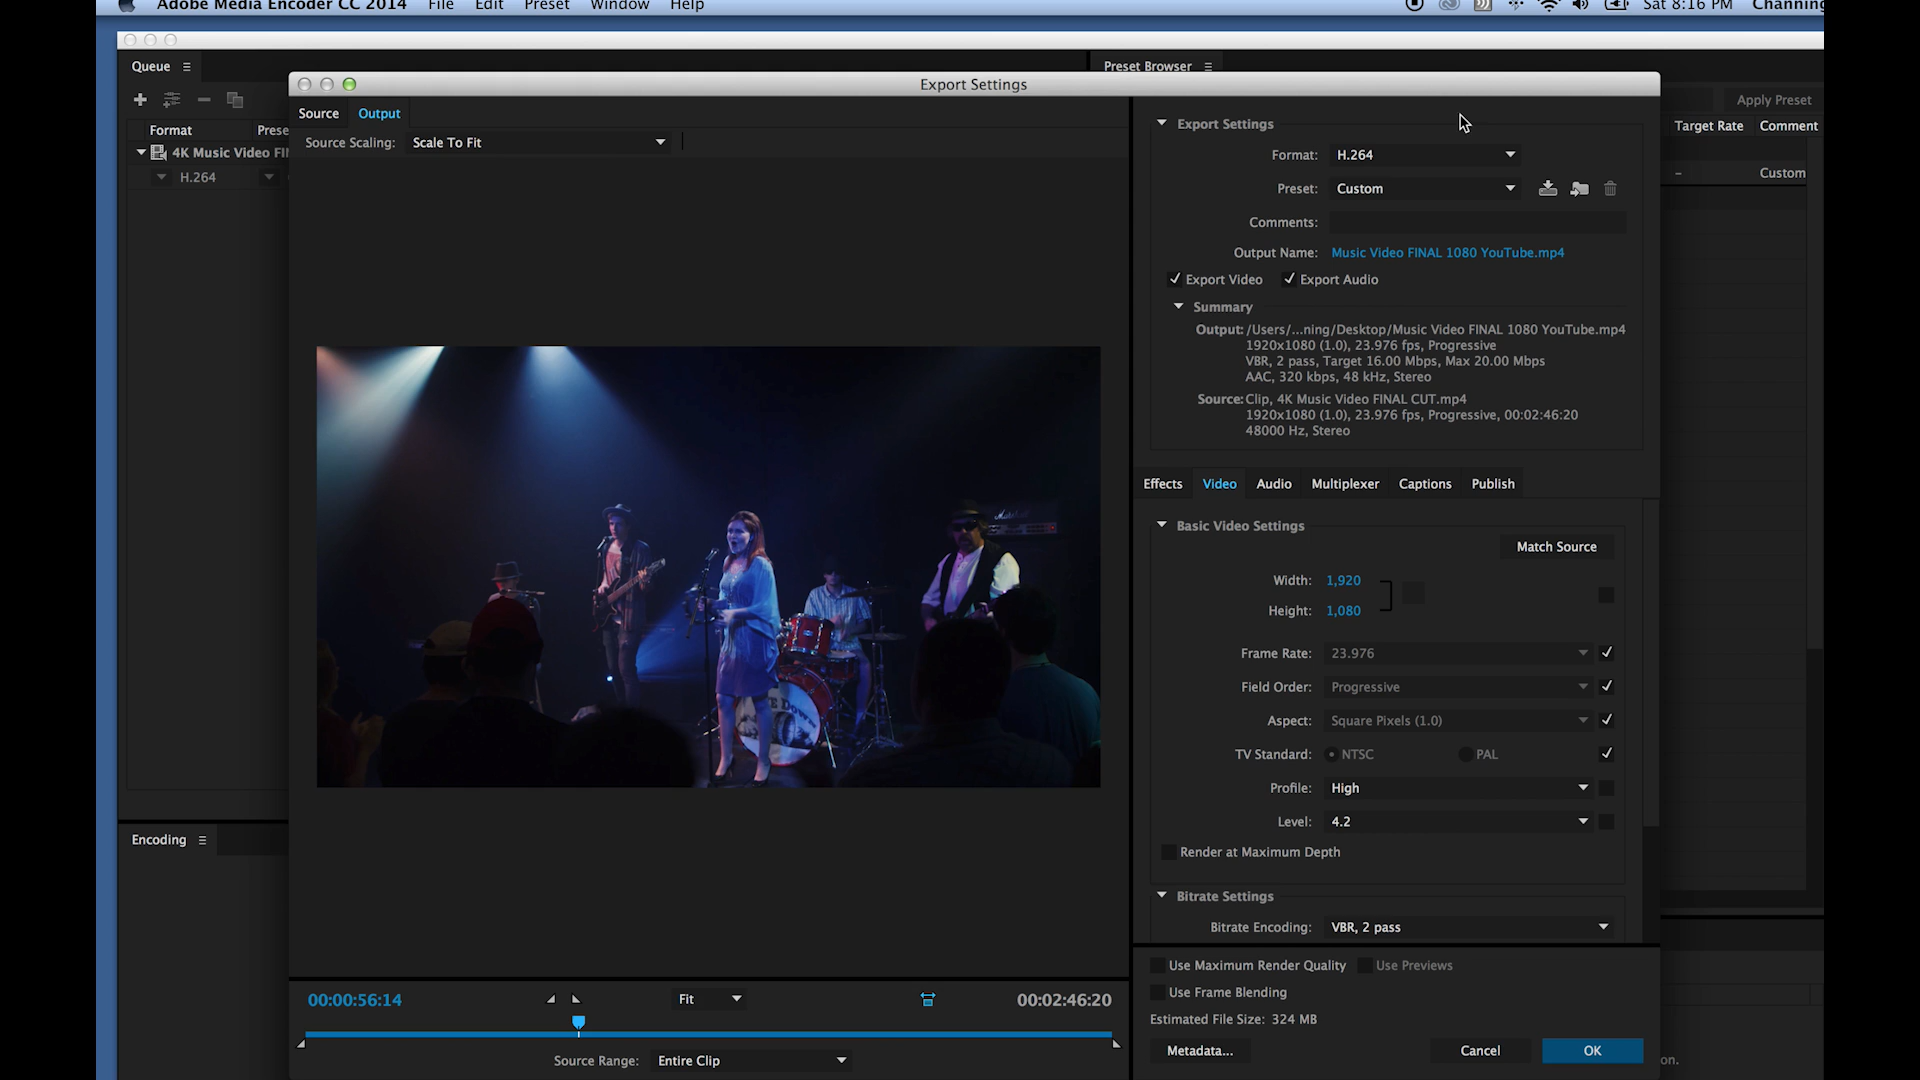 Adobe Media Encoder CC 2014 File Edit Preset Window Help Sat 8:16 PM Channing
Queue
Preset Browser
Export Settings
Apply Preset
Format Prese
Target Rate Comment
4K Music Video FI
H.264
– Custom
Source Output
Source Scaling: Scale To Fit
Export Settings
Format: H.264
Preset: Custom
Comments:
Output Name: Music Video FINAL 1080 YouTube.mp4
Export Video Export Audio
Summary
Output: /Users/...ning/Desktop/Music Video FINAL 1080 YouTube.mp4
1920x1080 (1.0), 23.976 fps, Progressive
VBR, 2 pass, Target 16.00 Mbps, Max 20.00 Mbps
AAC, 320 kbps, 48 kHz, Stereo
Source: Clip, 4K Music Video FINAL CUT.mp4
1920x1080 (1.0), 23.976 fps, Progressive, 00:02:46:20
48000 Hz, Stereo
Effects Video Audio Multiplexer Captions Publish
Basic Video Settings
Match Source
Width: 1,920
Height: 1,080
Frame Rate: 23.976
Field Order: Progressive
Aspect: Square Pixels (1.0)
TV Standard: NTSC PAL
Profile: High
Level: 4.2
Render at Maximum Depth
Bitrate Settings
Bitrate Encoding: VBR, 2 pass
Use Maximum Render Quality Use Previews
Use Frame Blending
Estimated File Size: 324 MB
Metadata... Cancel OK
on.
Marshall
DOWN
Encoding
00:00:56:14 Fit 00:02:46:20
Source Range: Entire Clip